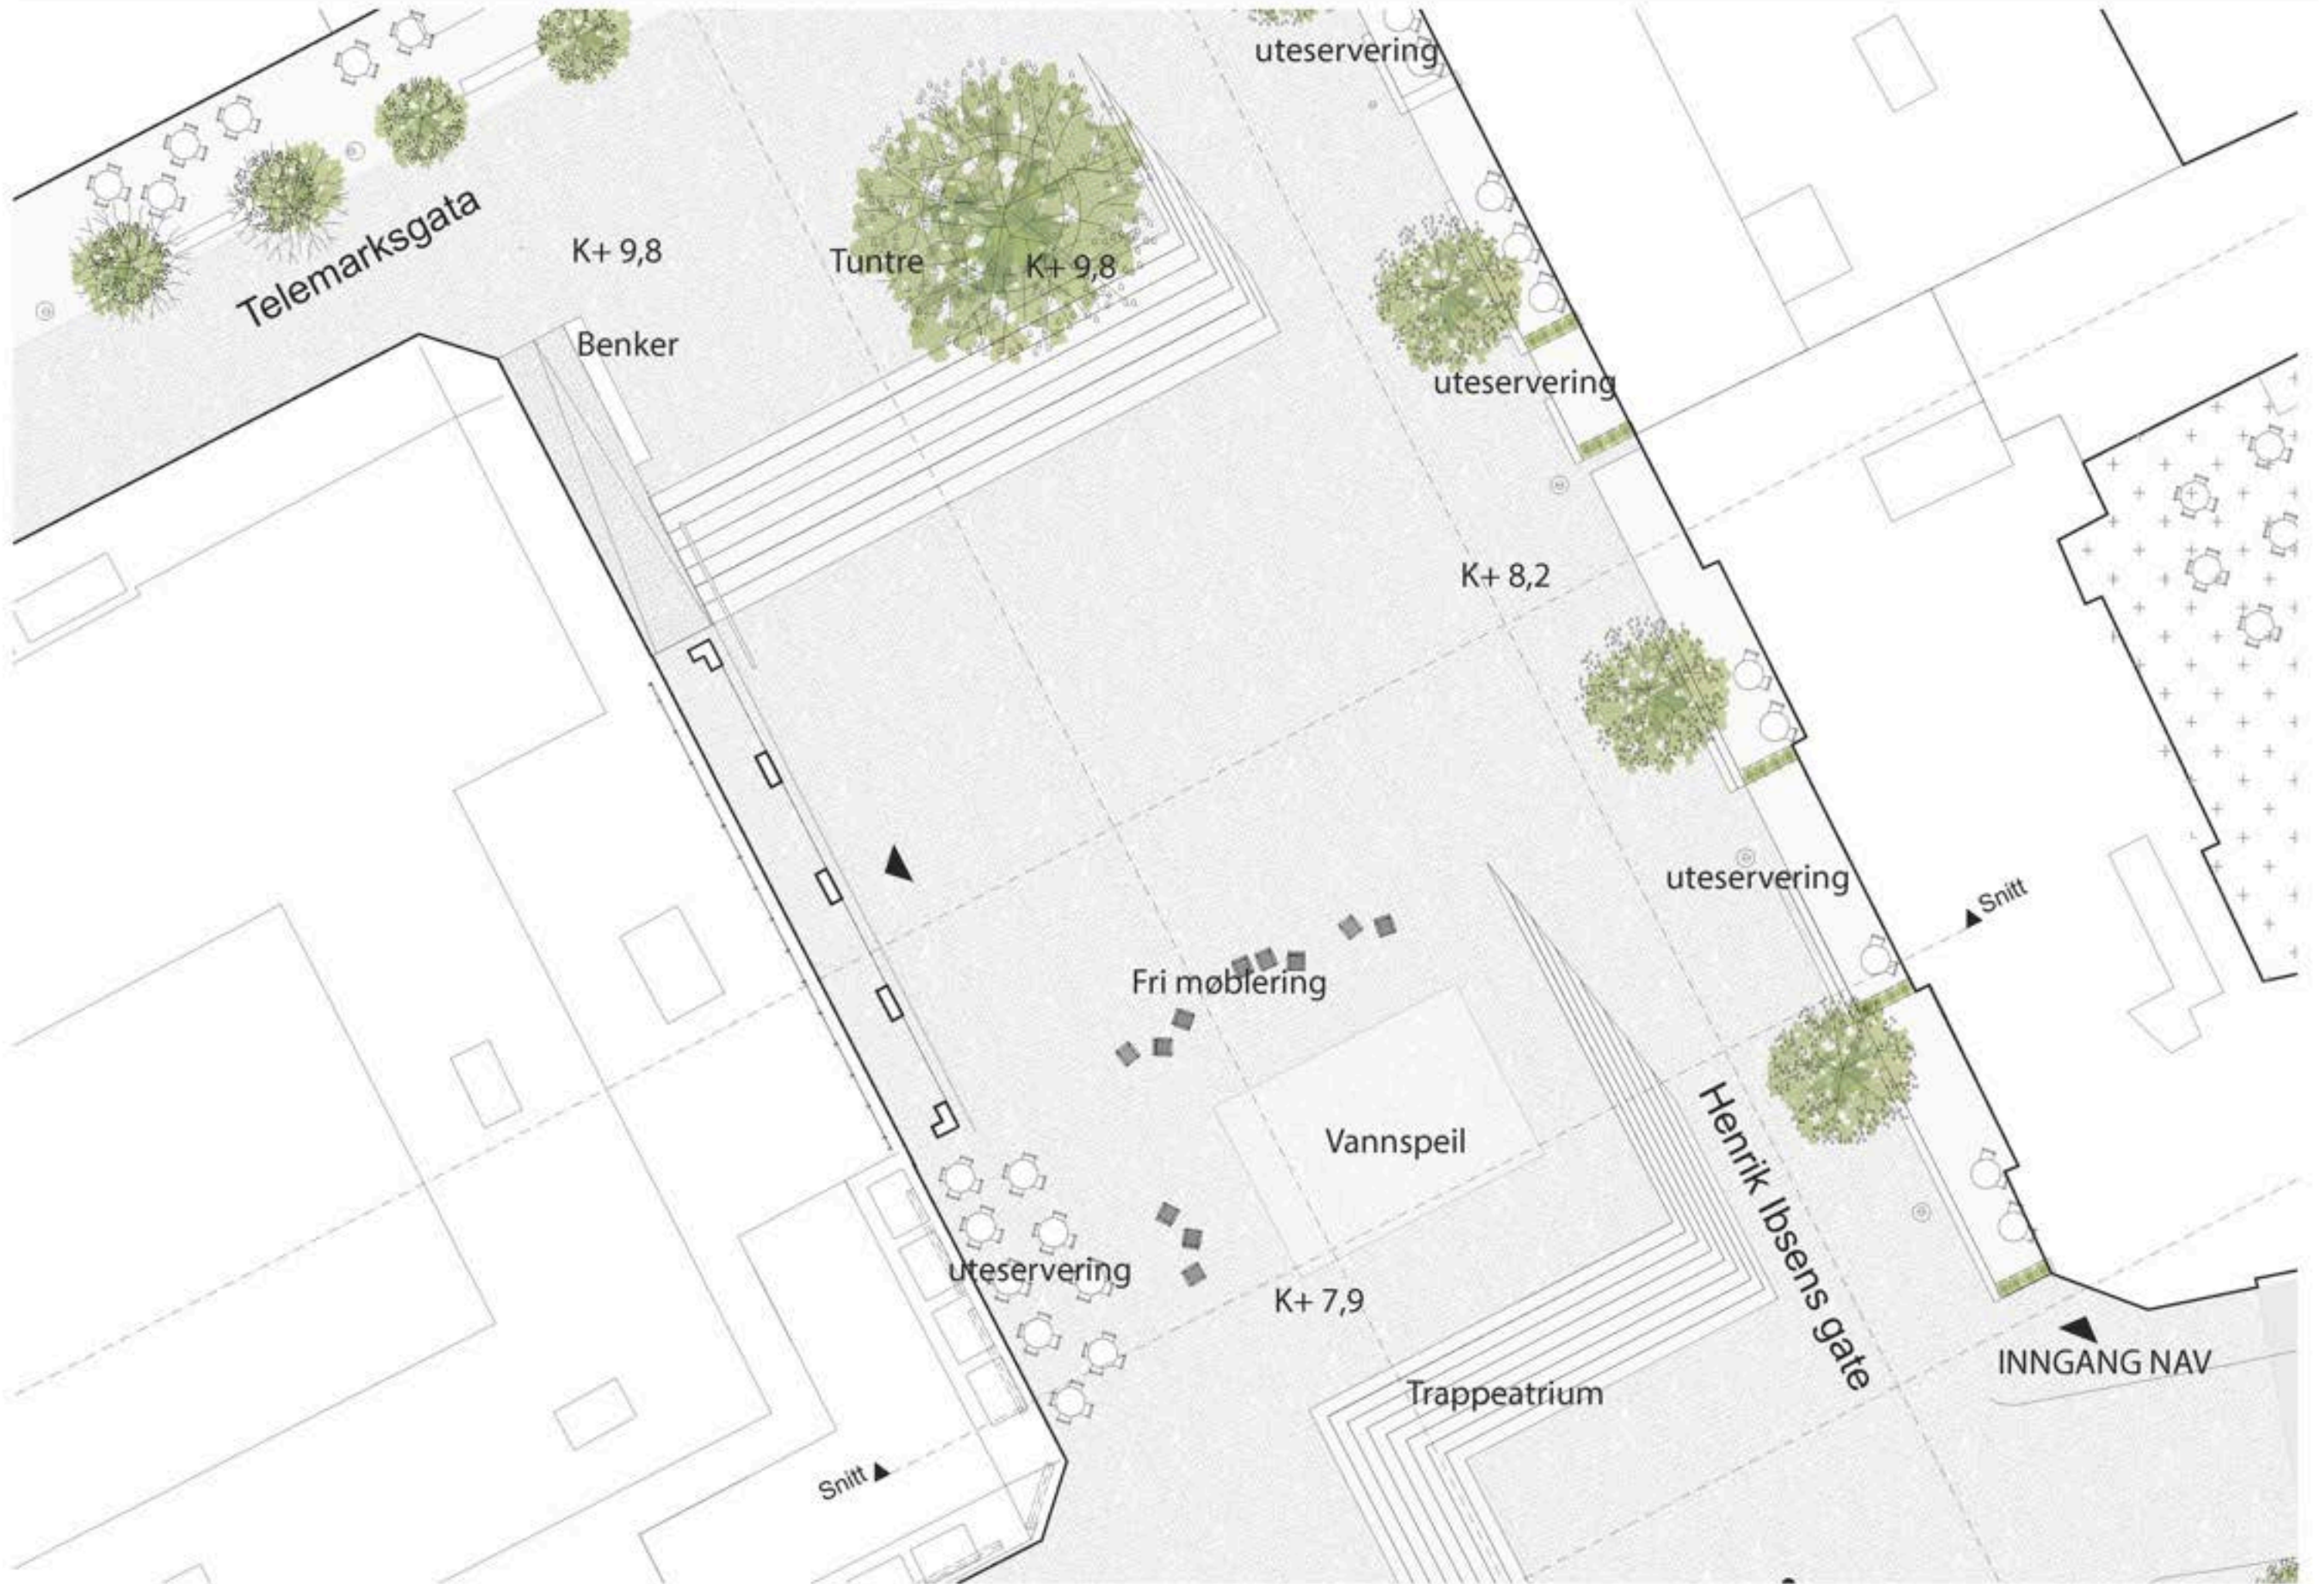 uteservering
Telemarksgata
K+ 9,8
Tuntre
K+ 9,8
Benker
uteservering
K+ 8,2
uteservering
Snitt
Fri møblering
Vannspeil
Henrik Ibsens gate
uteservering
K+ 7,9
INNGANG NAV
Trappeatrium
Snitt